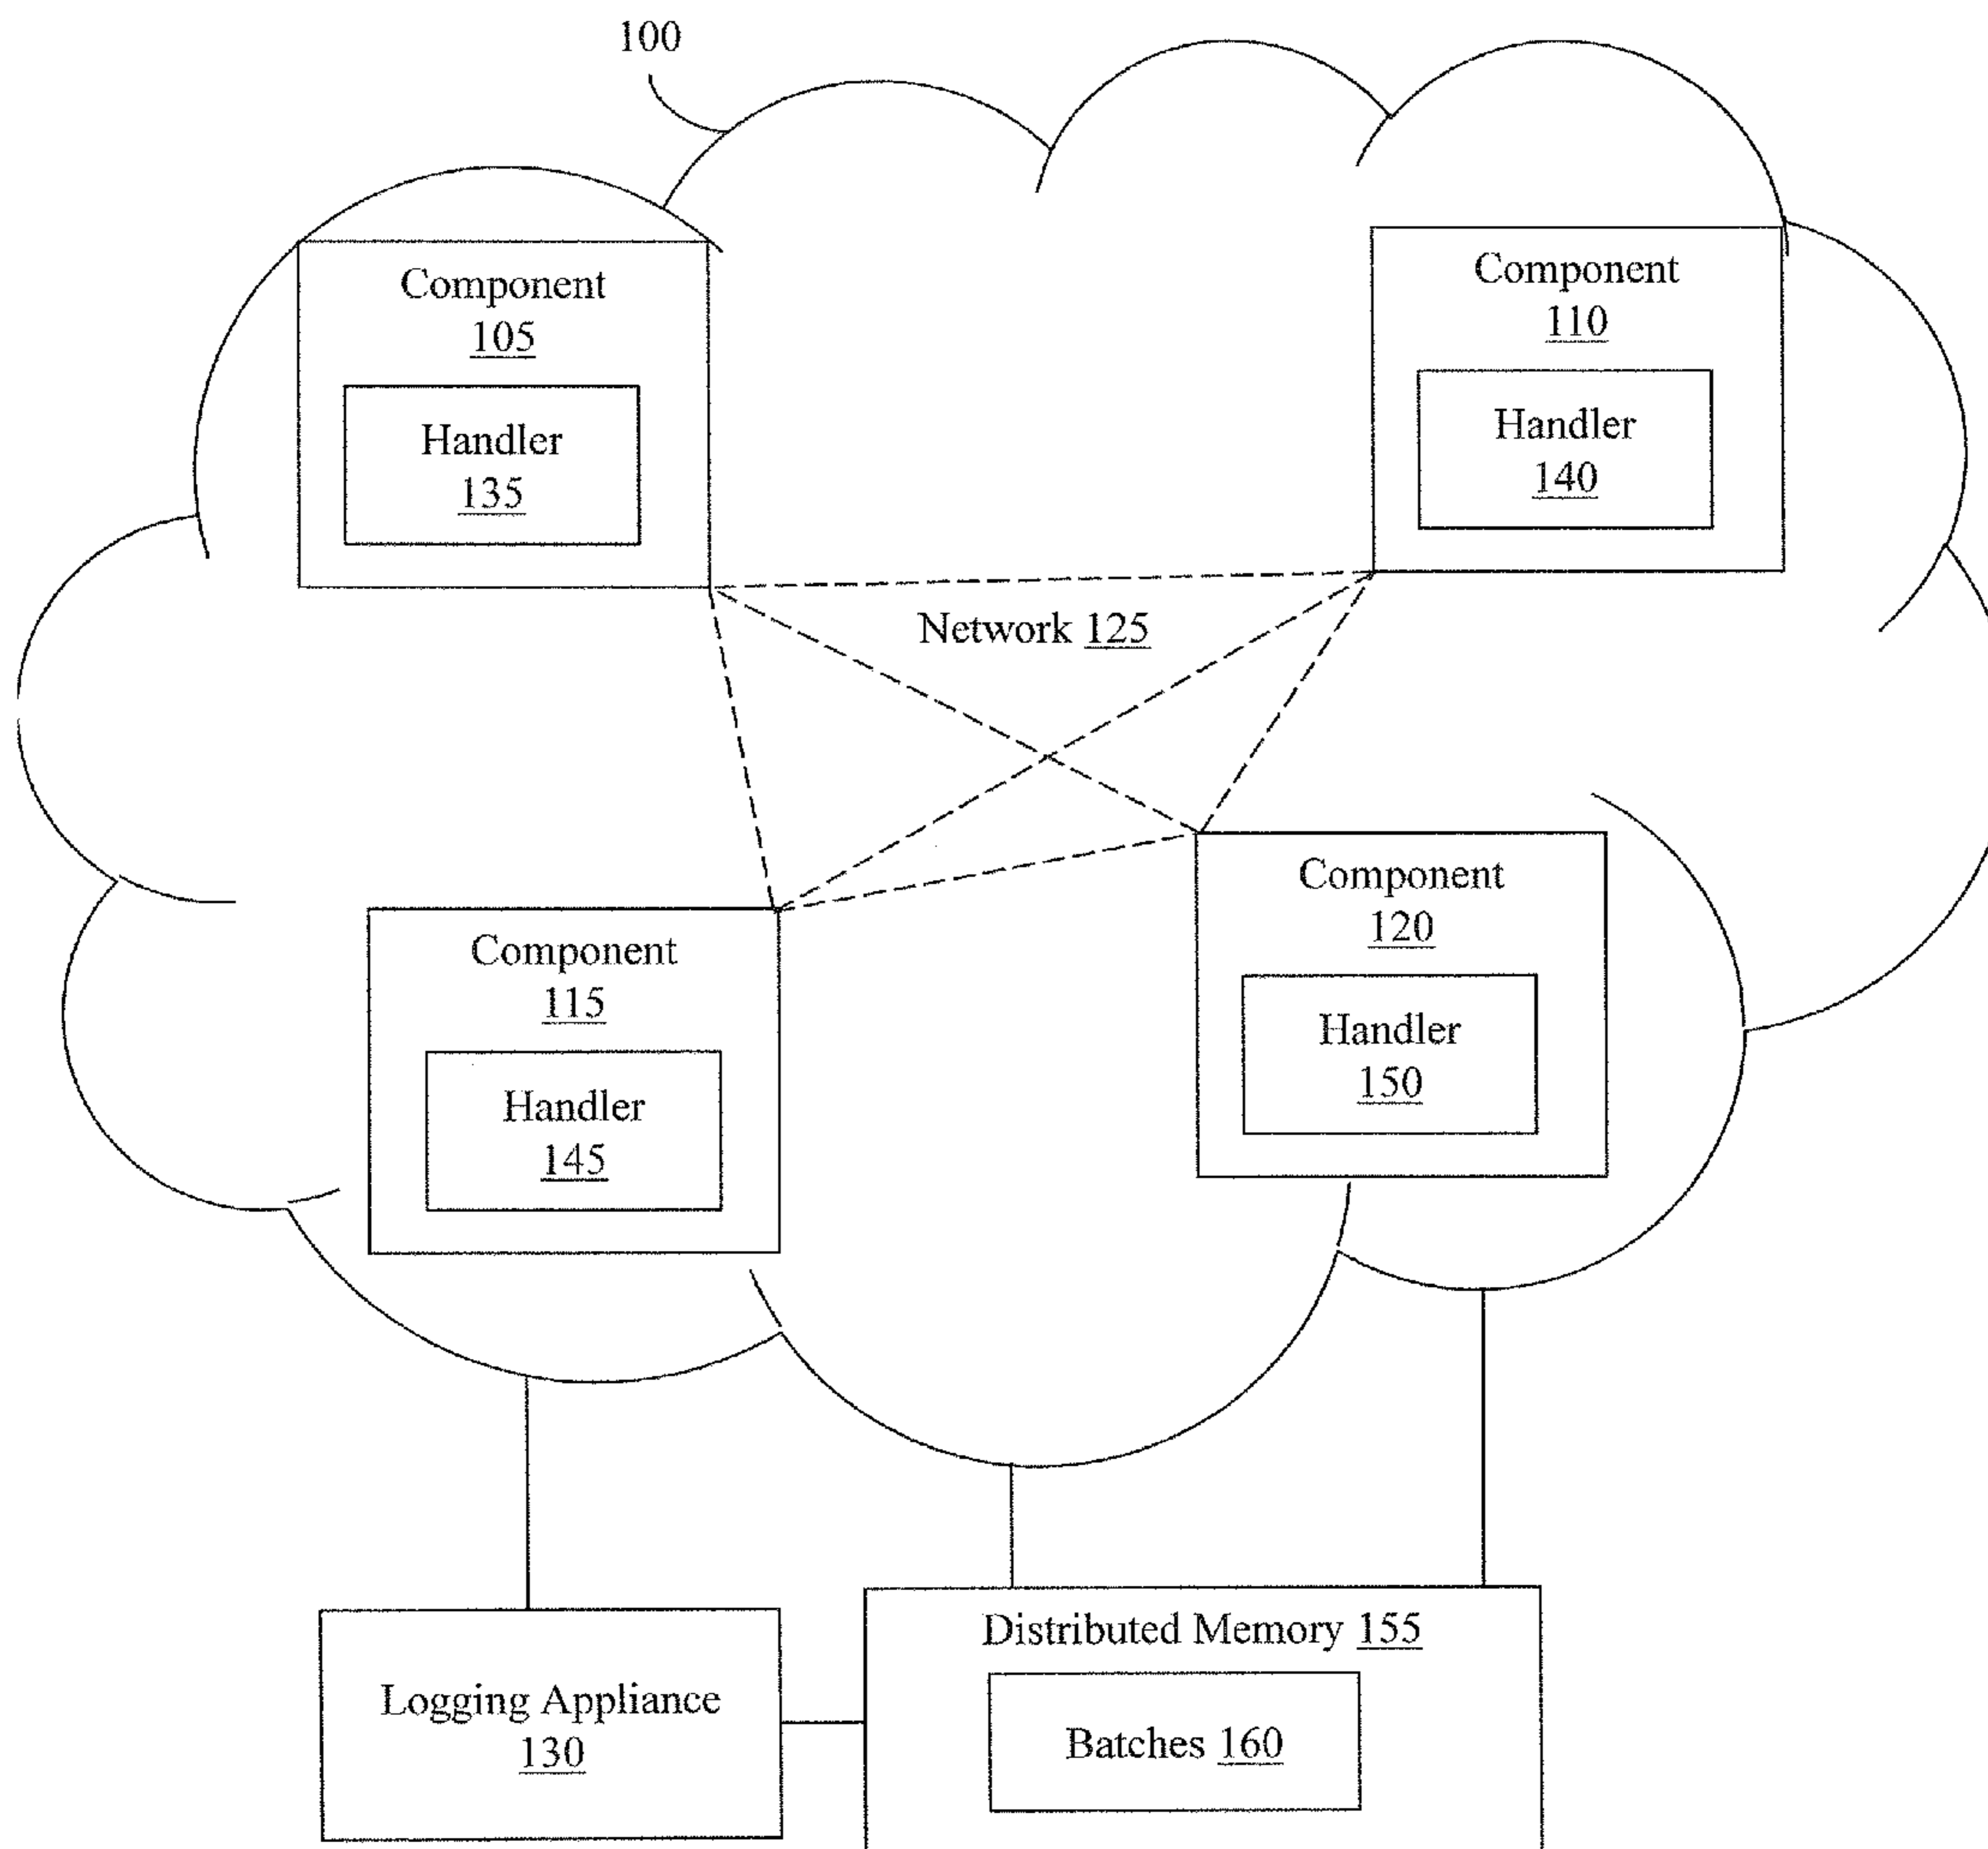 100
Component
105
Handler
135
Component
110
Handler
140
Network 125
Component
115
Handler
145
Component
120
Handler
150
Logging Appliance
130
Distributed Memory 155
Batches 160